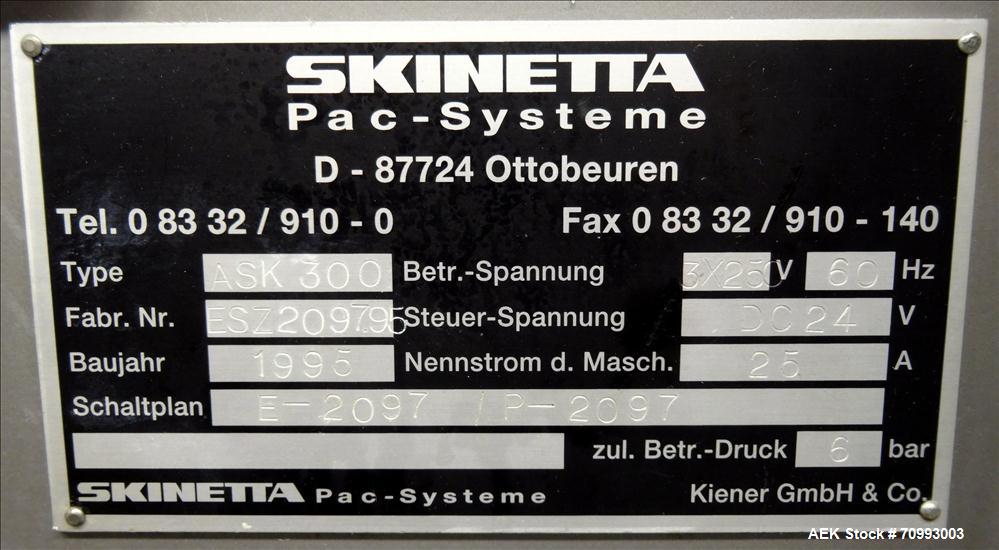 SKINETTA
Pac-Systeme
D - 87724 Ottobeuren
Tel. 0 83 32 / 910 - 0 Fax 0 83 32 / 910 - 140
Type ASK 300 Betr.-Spannung 3X250 V 60 Hz
Fabr. Nr. ESZ209795 Steuer-Spannung DC24 V
Baujahr 1995 Nennstrom d. Masch. 25 A
Schaltplan E-2097 / P-2097
zul. Betr.-Druck 6 bar
SKINETTA Pac-Systeme Kiener GmbH & Co.
AEK Stock # 70993003